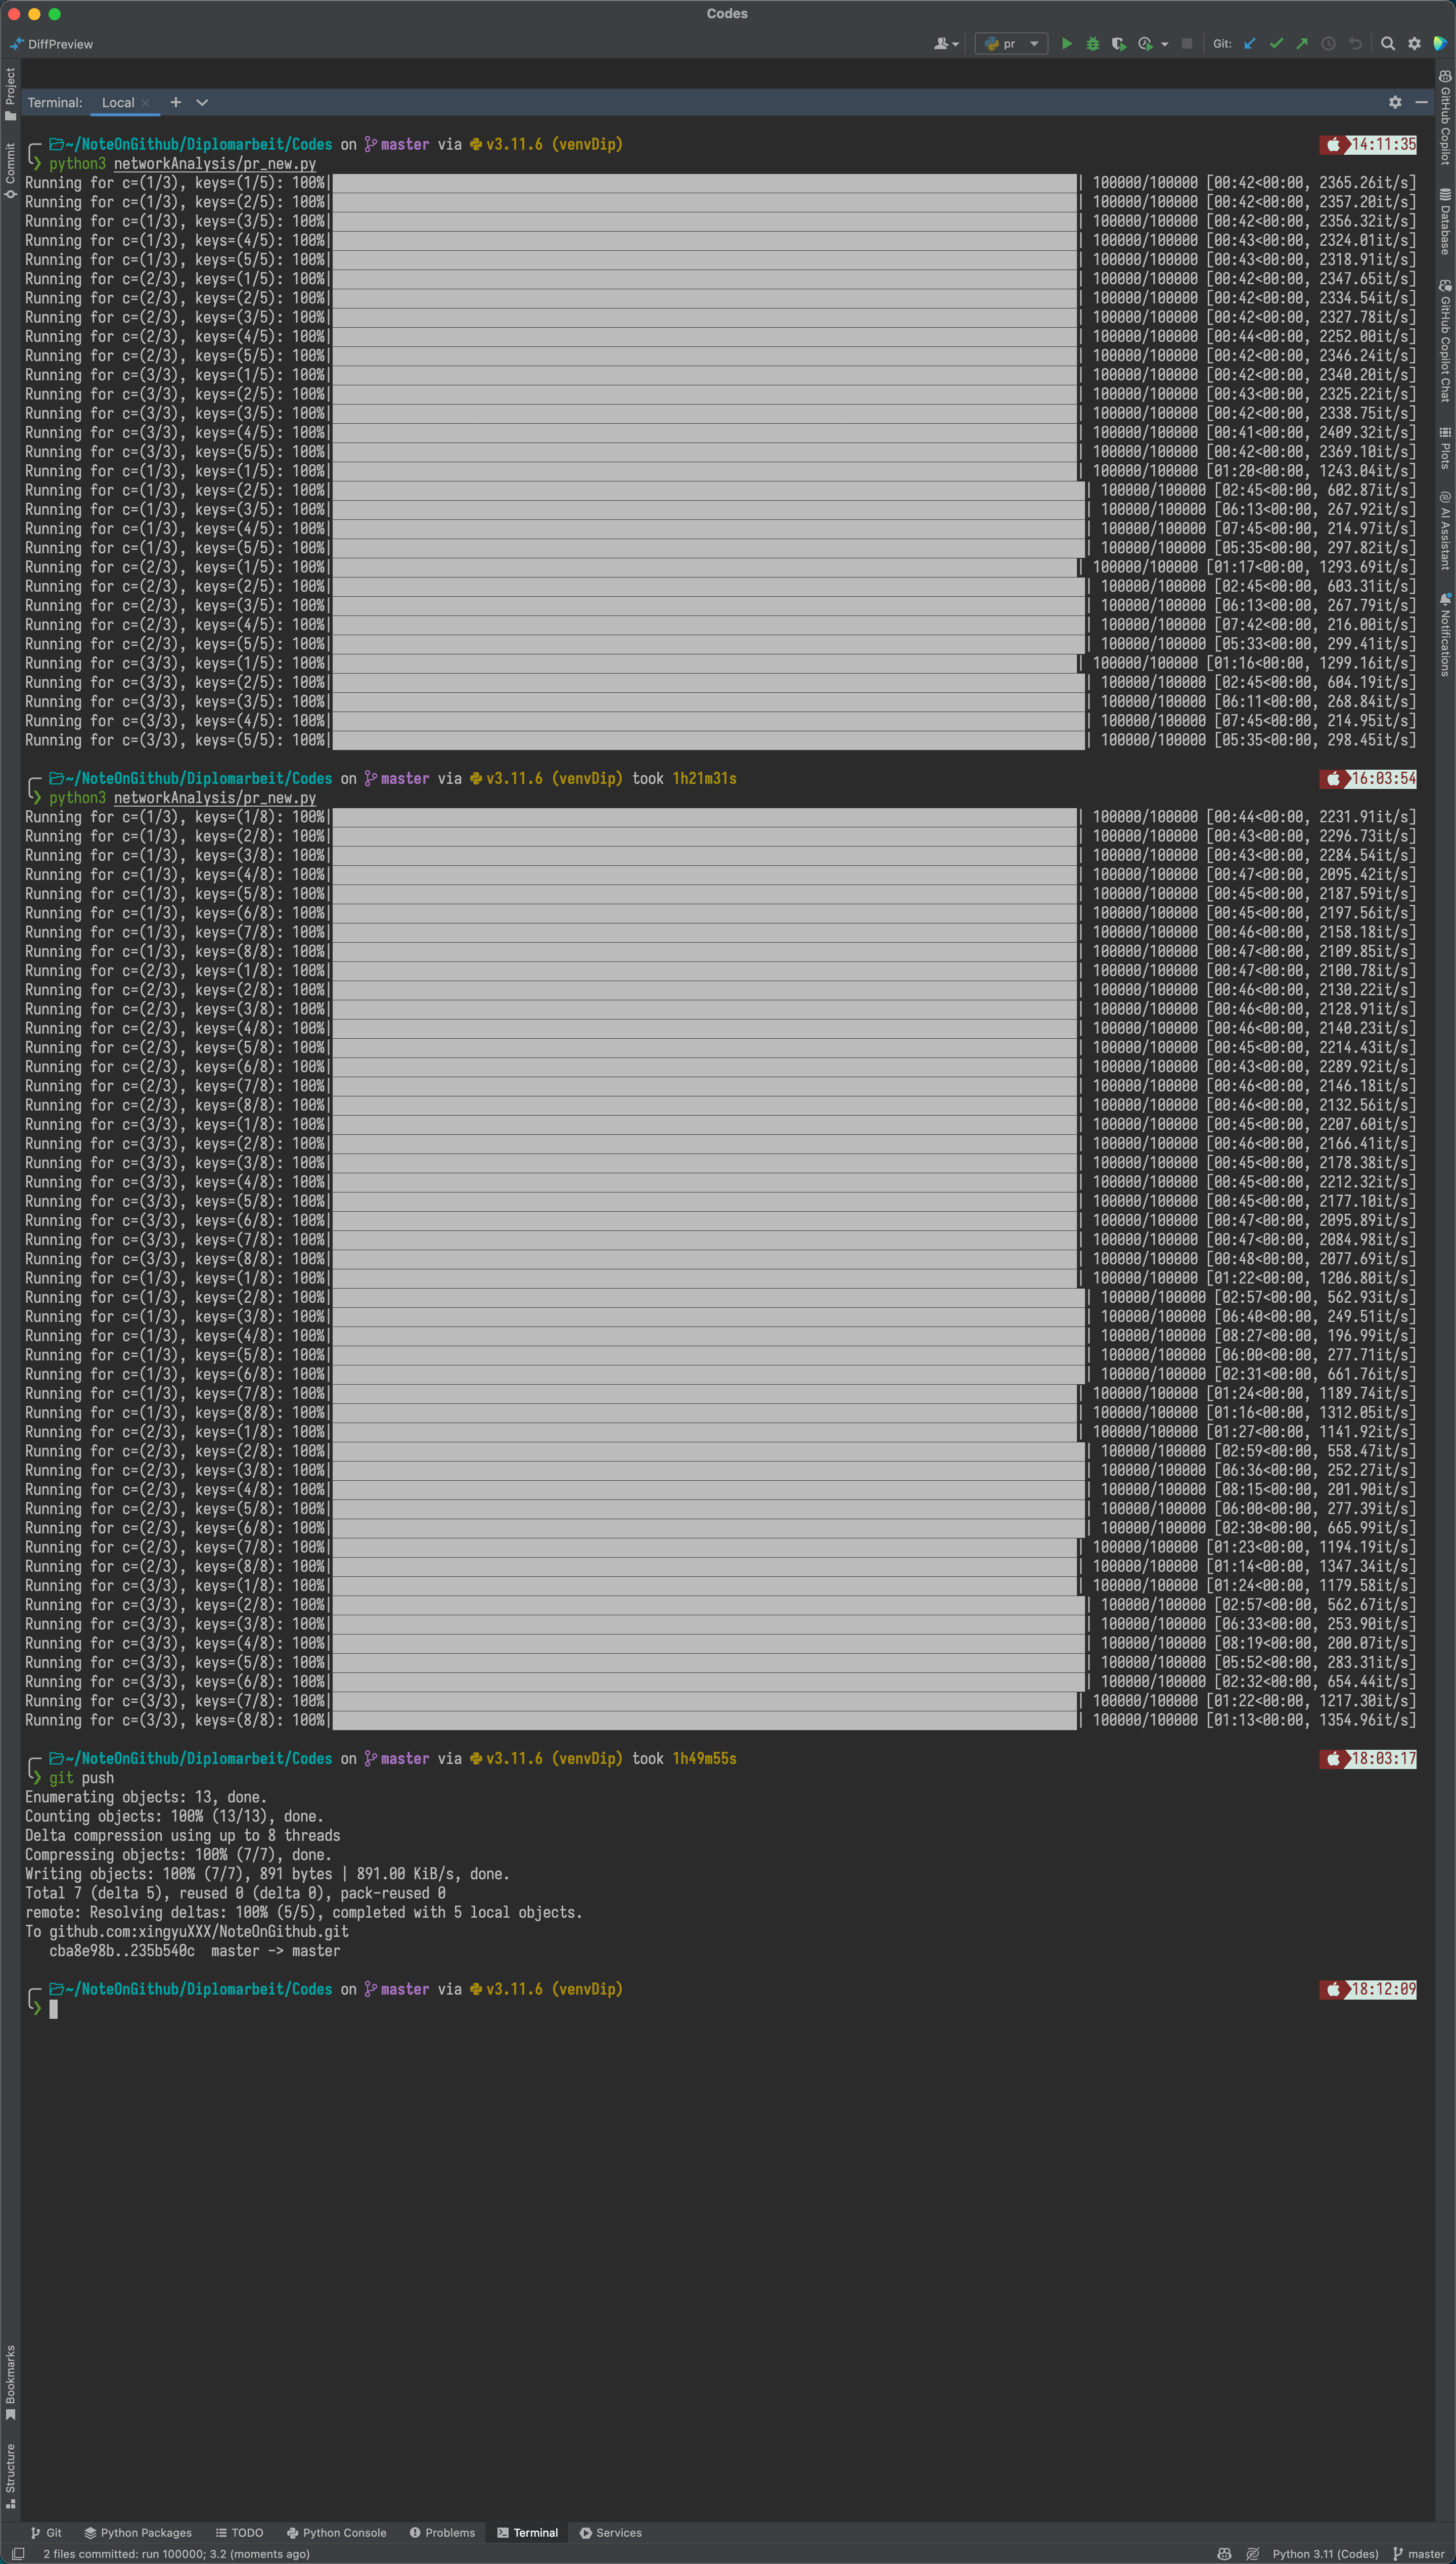 Codes
DiffPreview
pr
Git:
Terminal:
Local
~/NoteOnGithub/Diplomarbeit/Codes on master via v3.11.6 (venvDip) 14:11:35
❯ python3 networkAnalysis/pr_new.py
Running for c=(1/3), keys=(1/5): 100%| | 100000/100000 [00:42<00:00, 2365.26it/s]
Running for c=(1/3), keys=(2/5): 100%| | 100000/100000 [00:42<00:00, 2357.20it/s]
Running for c=(1/3), keys=(3/5): 100%| | 100000/100000 [00:42<00:00, 2356.32it/s]
Running for c=(1/3), keys=(4/5): 100%| | 100000/100000 [00:43<00:00, 2324.01it/s]
Running for c=(1/3), keys=(5/5): 100%| | 100000/100000 [00:43<00:00, 2318.91it/s]
Running for c=(2/3), keys=(1/5): 100%| | 100000/100000 [00:42<00:00, 2347.65it/s]
Running for c=(2/3), keys=(2/5): 100%| | 100000/100000 [00:42<00:00, 2334.54it/s]
Running for c=(2/3), keys=(3/5): 100%| | 100000/100000 [00:42<00:00, 2327.78it/s]
Running for c=(2/3), keys=(4/5): 100%| | 100000/100000 [00:44<00:00, 2252.00it/s]
Running for c=(2/3), keys=(5/5): 100%| | 100000/100000 [00:42<00:00, 2346.24it/s]
Running for c=(3/3), keys=(1/5): 100%| | 100000/100000 [00:42<00:00, 2340.20it/s]
Running for c=(3/3), keys=(2/5): 100%| | 100000/100000 [00:43<00:00, 2325.22it/s]
Running for c=(3/3), keys=(3/5): 100%| | 100000/100000 [00:42<00:00, 2338.75it/s]
Running for c=(3/3), keys=(4/5): 100%| | 100000/100000 [00:41<00:00, 2409.32it/s]
Running for c=(3/3), keys=(5/5): 100%| | 100000/100000 [00:42<00:00, 2369.10it/s]
Running for c=(1/3), keys=(1/5): 100%| | 100000/100000 [01:20<00:00, 1243.04it/s]
Running for c=(1/3), keys=(2/5): 100%| | 100000/100000 [02:45<00:00, 602.87it/s]
Running for c=(1/3), keys=(3/5): 100%| | 100000/100000 [06:13<00:00, 267.92it/s]
Running for c=(1/3), keys=(4/5): 100%| | 100000/100000 [07:45<00:00, 214.97it/s]
Running for c=(1/3), keys=(5/5): 100%| | 100000/100000 [05:35<00:00, 297.82it/s]
Running for c=(2/3), keys=(1/5): 100%| | 100000/100000 [01:17<00:00, 1293.69it/s]
Running for c=(2/3), keys=(2/5): 100%| | 100000/100000 [02:45<00:00, 603.31it/s]
Running for c=(2/3), keys=(3/5): 100%| | 100000/100000 [06:13<00:00, 267.79it/s]
Running for c=(2/3), keys=(4/5): 100%| | 100000/100000 [07:42<00:00, 216.00it/s]
Running for c=(2/3), keys=(5/5): 100%| | 100000/100000 [05:33<00:00, 299.41it/s]
Running for c=(3/3), keys=(1/5): 100%| | 100000/100000 [01:16<00:00, 1299.16it/s]
Running for c=(3/3), keys=(2/5): 100%| | 100000/100000 [02:45<00:00, 604.19it/s]
Running for c=(3/3), keys=(3/5): 100%| | 100000/100000 [06:11<00:00, 268.84it/s]
Running for c=(3/3), keys=(4/5): 100%| | 100000/100000 [07:45<00:00, 214.95it/s]
Running for c=(3/3), keys=(5/5): 100%| | 100000/100000 [05:35<00:00, 298.45it/s]
~/NoteOnGithub/Diplomarbeit/Codes on master via v3.11.6 (venvDip) took 1h21m31s 16:03:54
❯ python3 networkAnalysis/pr_new.py
Running for c=(1/3), keys=(1/8): 100%| | 100000/100000 [00:44<00:00, 2231.91it/s]
Running for c=(1/3), keys=(2/8): 100%| | 100000/100000 [00:43<00:00, 2296.73it/s]
Running for c=(1/3), keys=(3/8): 100%| | 100000/100000 [00:43<00:00, 2284.54it/s]
Running for c=(1/3), keys=(4/8): 100%| | 100000/100000 [00:47<00:00, 2095.42it/s]
Running for c=(1/3), keys=(5/8): 100%| | 100000/100000 [00:45<00:00, 2187.59it/s]
Running for c=(1/3), keys=(6/8): 100%| | 100000/100000 [00:45<00:00, 2197.56it/s]
Running for c=(1/3), keys=(7/8): 100%| | 100000/100000 [00:46<00:00, 2158.18it/s]
Running for c=(1/3), keys=(8/8): 100%| | 100000/100000 [00:47<00:00, 2109.85it/s]
Running for c=(2/3), keys=(1/8): 100%| | 100000/100000 [00:47<00:00, 2100.78it/s]
Running for c=(2/3), keys=(2/8): 100%| | 100000/100000 [00:46<00:00, 2130.22it/s]
Running for c=(2/3), keys=(3/8): 100%| | 100000/100000 [00:46<00:00, 2128.91it/s]
Running for c=(2/3), keys=(4/8): 100%| | 100000/100000 [00:46<00:00, 2140.23it/s]
Running for c=(2/3), keys=(5/8): 100%| | 100000/100000 [00:45<00:00, 2214.43it/s]
Running for c=(2/3), keys=(6/8): 100%| | 100000/100000 [00:43<00:00, 2289.92it/s]
Running for c=(2/3), keys=(7/8): 100%| | 100000/100000 [00:46<00:00, 2146.18it/s]
Running for c=(2/3), keys=(8/8): 100%| | 100000/100000 [00:46<00:00, 2132.56it/s]
Running for c=(3/3), keys=(1/8): 100%| | 100000/100000 [00:45<00:00, 2207.60it/s]
Running for c=(3/3), keys=(2/8): 100%| | 100000/100000 [00:46<00:00, 2166.41it/s]
Running for c=(3/3), keys=(3/8): 100%| | 100000/100000 [00:45<00:00, 2178.38it/s]
Running for c=(3/3), keys=(4/8): 100%| | 100000/100000 [00:45<00:00, 2212.32it/s]
Running for c=(3/3), keys=(5/8): 100%| | 100000/100000 [00:45<00:00, 2177.10it/s]
Running for c=(3/3), keys=(6/8): 100%| | 100000/100000 [00:47<00:00, 2095.89it/s]
Running for c=(3/3), keys=(7/8): 100%| | 100000/100000 [00:47<00:00, 2084.98it/s]
Running for c=(3/3), keys=(8/8): 100%| | 100000/100000 [00:48<00:00, 2077.69it/s]
Running for c=(1/3), keys=(1/8): 100%| | 100000/100000 [01:22<00:00, 1206.80it/s]
Running for c=(1/3), keys=(2/8): 100%| | 100000/100000 [02:57<00:00, 562.93it/s]
Running for c=(1/3), keys=(3/8): 100%| | 100000/100000 [06:40<00:00, 249.51it/s]
Running for c=(1/3), keys=(4/8): 100%| | 100000/100000 [08:27<00:00, 196.99it/s]
Running for c=(1/3), keys=(5/8): 100%| | 100000/100000 [06:00<00:00, 277.71it/s]
Running for c=(1/3), keys=(6/8): 100%| | 100000/100000 [02:31<00:00, 661.76it/s]
Running for c=(1/3), keys=(7/8): 100%| | 100000/100000 [01:24<00:00, 1189.74it/s]
Running for c=(1/3), keys=(8/8): 100%| | 100000/100000 [01:16<00:00, 1312.05it/s]
Running for c=(2/3), keys=(1/8): 100%| | 100000/100000 [01:27<00:00, 1141.92it/s]
Running for c=(2/3), keys=(2/8): 100%| | 100000/100000 [02:59<00:00, 558.47it/s]
Running for c=(2/3), keys=(3/8): 100%| | 100000/100000 [06:36<00:00, 252.27it/s]
Running for c=(2/3), keys=(4/8): 100%| | 100000/100000 [08:15<00:00, 201.90it/s]
Running for c=(2/3), keys=(5/8): 100%| | 100000/100000 [06:00<00:00, 277.39it/s]
Running for c=(2/3), keys=(6/8): 100%| | 100000/100000 [02:30<00:00, 665.99it/s]
Running for c=(2/3), keys=(7/8): 100%| | 100000/100000 [01:23<00:00, 1194.19it/s]
Running for c=(2/3), keys=(8/8): 100%| | 100000/100000 [01:14<00:00, 1347.34it/s]
Running for c=(3/3), keys=(1/8): 100%| | 100000/100000 [01:24<00:00, 1179.58it/s]
Running for c=(3/3), keys=(2/8): 100%| | 100000/100000 [02:57<00:00, 562.67it/s]
Running for c=(3/3), keys=(3/8): 100%| | 100000/100000 [06:33<00:00, 253.90it/s]
Running for c=(3/3), keys=(4/8): 100%| | 100000/100000 [08:19<00:00, 200.07it/s]
Running for c=(3/3), keys=(5/8): 100%| | 100000/100000 [05:52<00:00, 283.31it/s]
Running for c=(3/3), keys=(6/8): 100%| | 100000/100000 [02:32<00:00, 654.44it/s]
Running for c=(3/3), keys=(7/8): 100%| | 100000/100000 [01:22<00:00, 1217.30it/s]
Running for c=(3/3), keys=(8/8): 100%| | 100000/100000 [01:13<00:00, 1354.96it/s]
~/NoteOnGithub/Diplomarbeit/Codes on master via v3.11.6 (venvDip) took 1h49m55s 18:03:17
❯ git push
Enumerating objects: 13, done.
Counting objects: 100% (13/13), done.
Delta compression using up to 8 threads
Compressing objects: 100% (7/7), done.
Writing objects: 100% (7/7), 891 bytes | 891.00 KiB/s, done.
Total 7 (delta 5), reused 0 (delta 0), pack-reused 0
remote: Resolving deltas: 100% (5/5), completed with 5 local objects.
To github.com:xingyuXXX/NoteOnGithub.git
cba8e98b..235b540c master -> master
~/NoteOnGithub/Diplomarbeit/Codes on master via v3.11.6 (venvDip) 18:12:09
❯
Project
Commit
Bookmarks
Structure
GitHub Copilot
Database
GitHub Copilot Chat
Plots
AI Assistant
Notifications
Git
Python Packages
TODO
Python Console
Problems
Terminal
Services
2 files committed: run 100000; 3.2 (moments ago)
Python 3.11 (Codes)
master